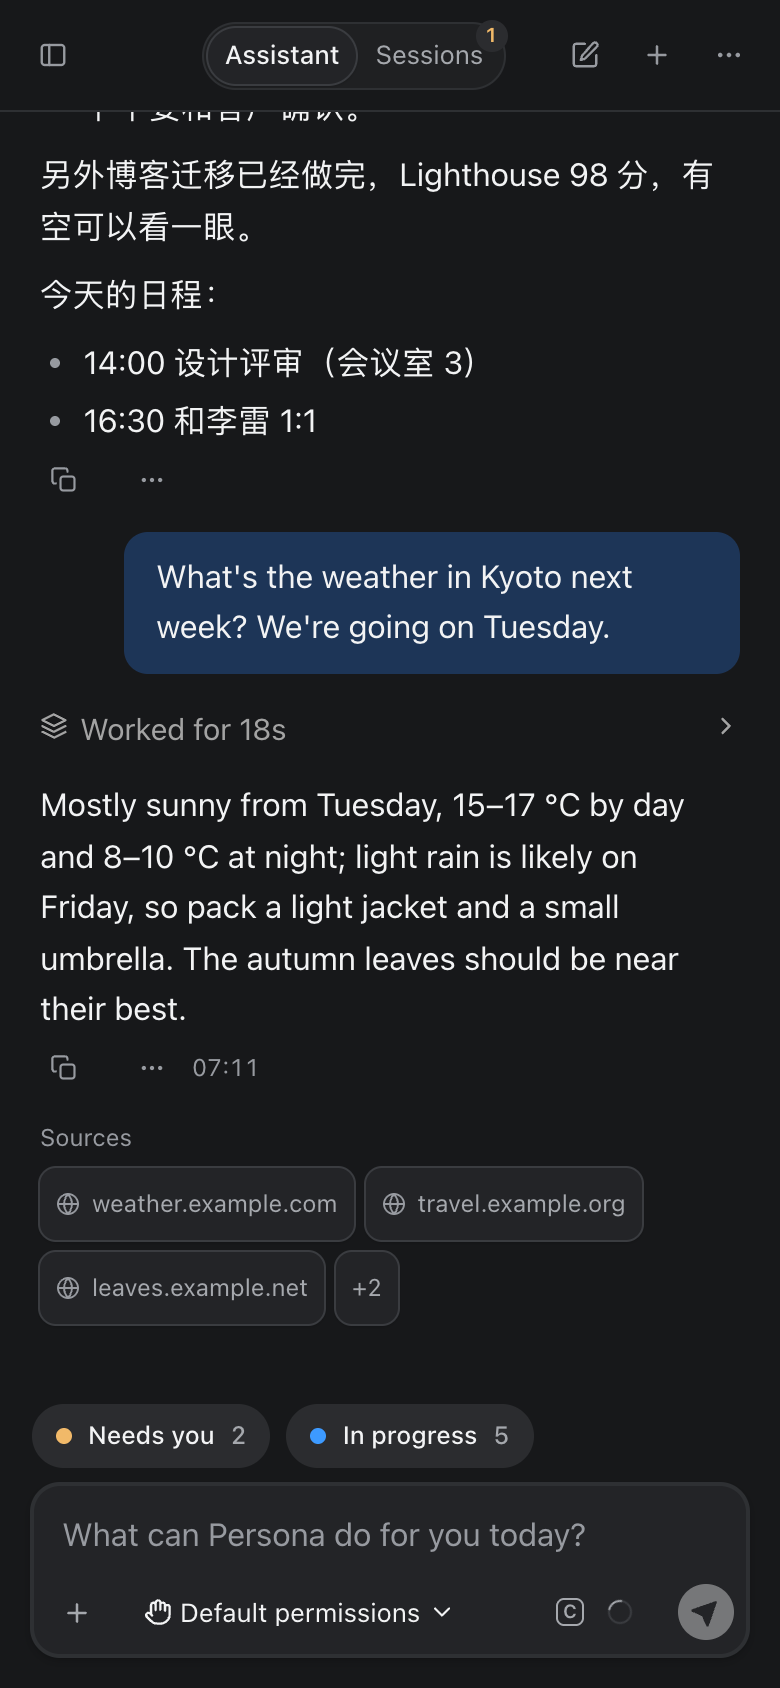 Assistant
Sessions
1
另外博客迁移已经做完，Lighthouse 98 分，有
空可以看一眼。
今天的日程：
14:00 设计评审（会议室 3）
16:30 和李雷 1:1
What's the weather in Kyoto next
week? We're going on Tuesday.
Worked for 18s
Mostly sunny from Tuesday, 15–17 °C by day
and 8–10 °C at night; light rain is likely on
Friday, so pack a light jacket and a small
umbrella. The autumn leaves should be near
their best.
07:11
Sources
weather.example.com
travel.example.org
leaves.example.net
+2
Needs you 2
In progress 5
What can Persona do for you today?
Default permissions
C